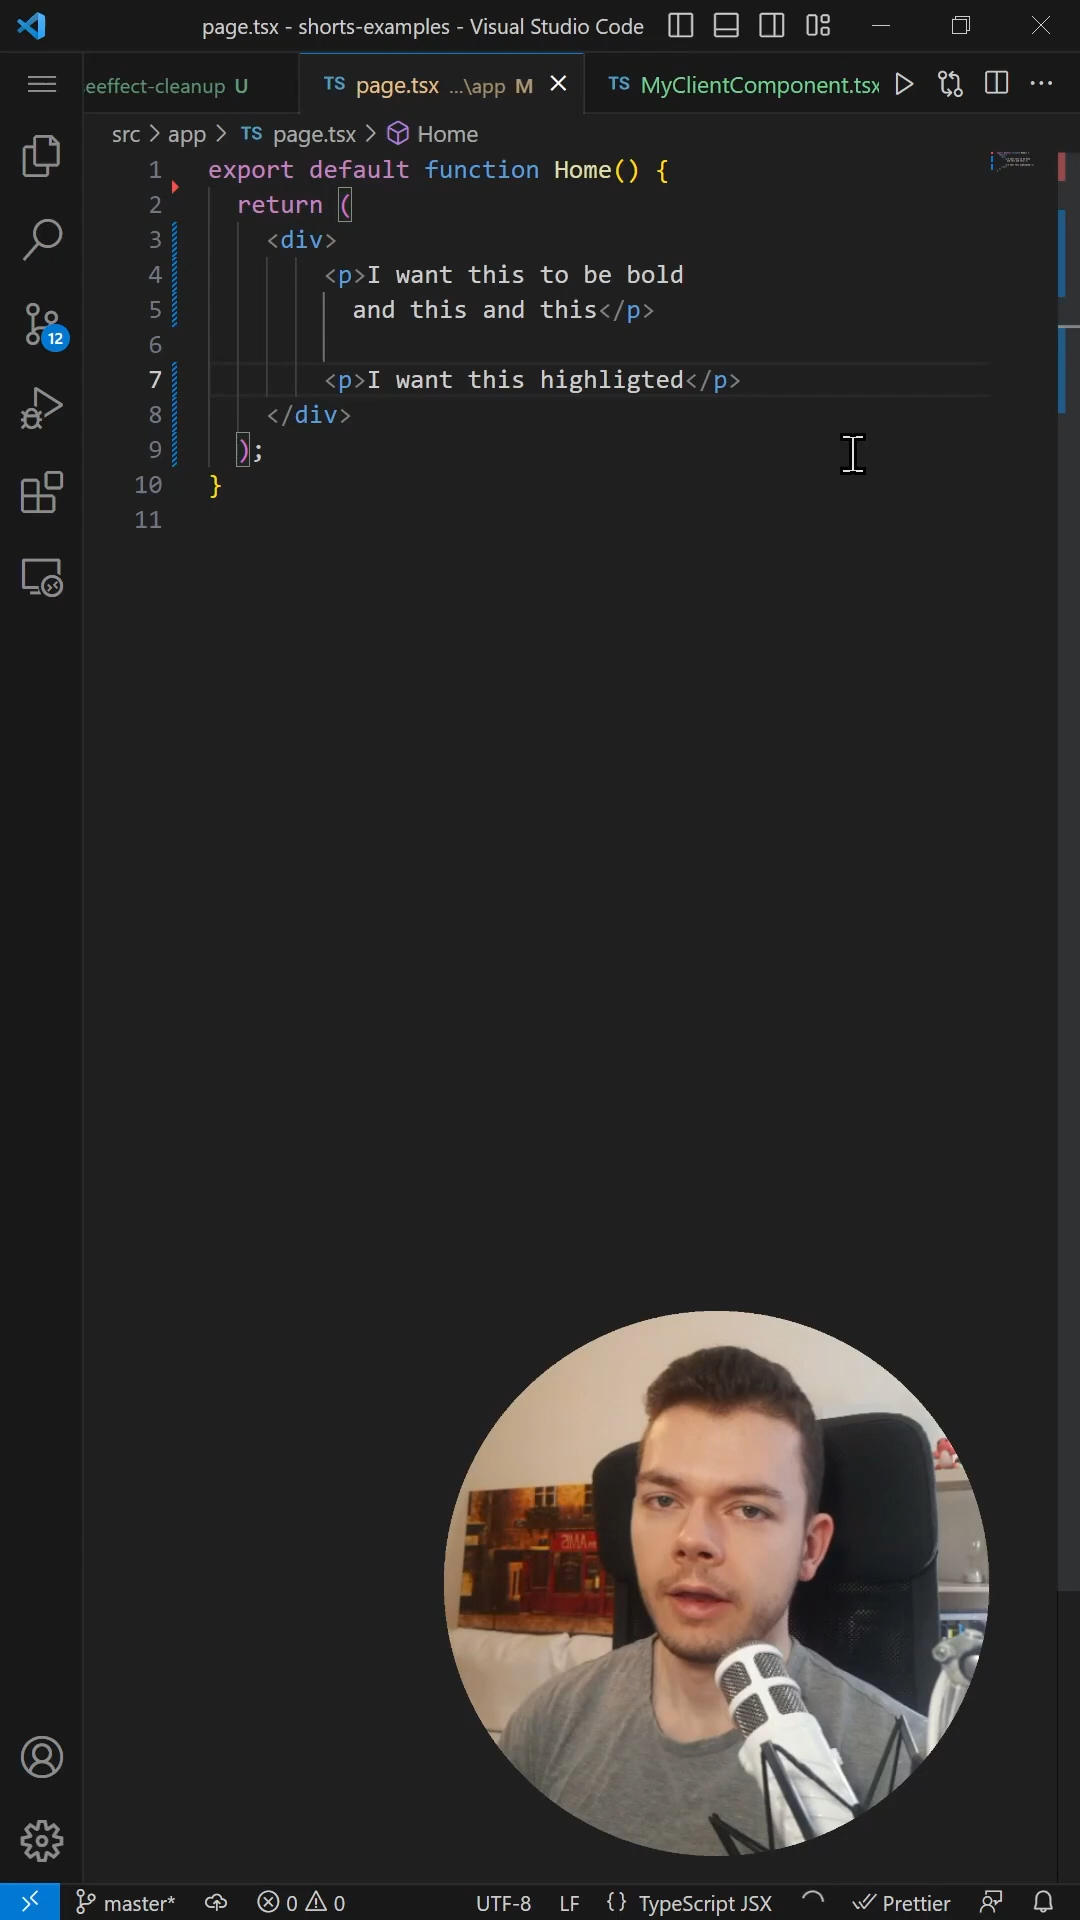 page.tsx - shorts-examples - Visual Studio Code
eeffect-cleanup U
TS page.tsx ...\app M
TS MyClientComponent.tsx
src > app > TS page.tsx > Home
1 export default function Home() {
2 return (
3 <div>
4 <p>I want this to be bold
5 and this and this</p>
6
7 <p>I want this highligted</p>
8 </div>
9 );
10 }
11
12
AMIS
master* 0 0 UTF-8 LF {} TypeScript JSX Prettier